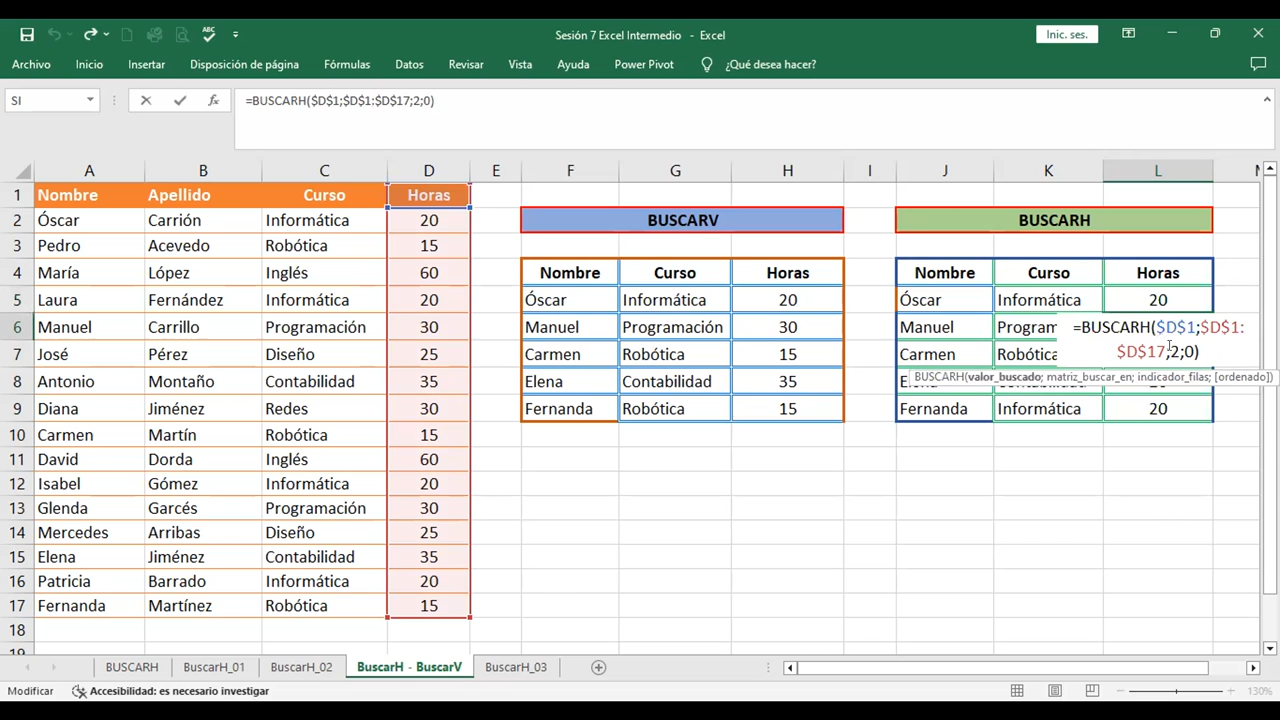 Sesión 7 Excel Intermedio - Excel
Inic. ses.
ABC
Archivo Inicio Insertar Disposición de página Fórmulas Datos Revisar Vista Ayuda Power Pivot ¿Qué desea hacer?
SI fx =BUSCARH($D$1;$D$1:$D$17;2;0)
A B C D E F G H I J K L M
1 Nombre Apellido Curso Horas
2 Óscar Carrión Informática 20 BUSCARV BUSCARH
3 Pedro Acevedo Robótica 15
4 María López Inglés 60 Nombre Curso Horas Nombre Curso Horas
5 Laura Fernández Informática 20 Óscar Informática 20 Óscar Informática 20
6 Manuel Carrillo Programación 30 Manuel Programación 30 Manuel Program =BUSCARH($D$1;$D$1:
7 José Pérez Diseño 25 Carmen Robótica 15 Carmen Robótica $D$17;2;0)
BUSCARH(valor_buscado; matriz_buscar_en; indicador_filas; [ordenado])
8 Antonio Montaño Contabilidad 35 Elena Contabilidad 35
9 Diana Jiménez Redes 30 Fernanda Robótica 15 Fernanda Informática 20
10 Carmen Martín Robótica 15
11 David Dorda Inglés 60
12 Isabel Gómez Informática 20
13 Glenda Garcés Programación 30
14 Mercedes Arribas Diseño 25
15 Elena Jiménez Contabilidad 35
16 Patricia Barrado Informática 20
17 Fernanda Martínez Robótica 15
18
BUSCARH BuscarH_01 BuscarH_02 BuscarH - BuscarV BuscarH_03
Modificar Accesibilidad: es necesario investigar 130%